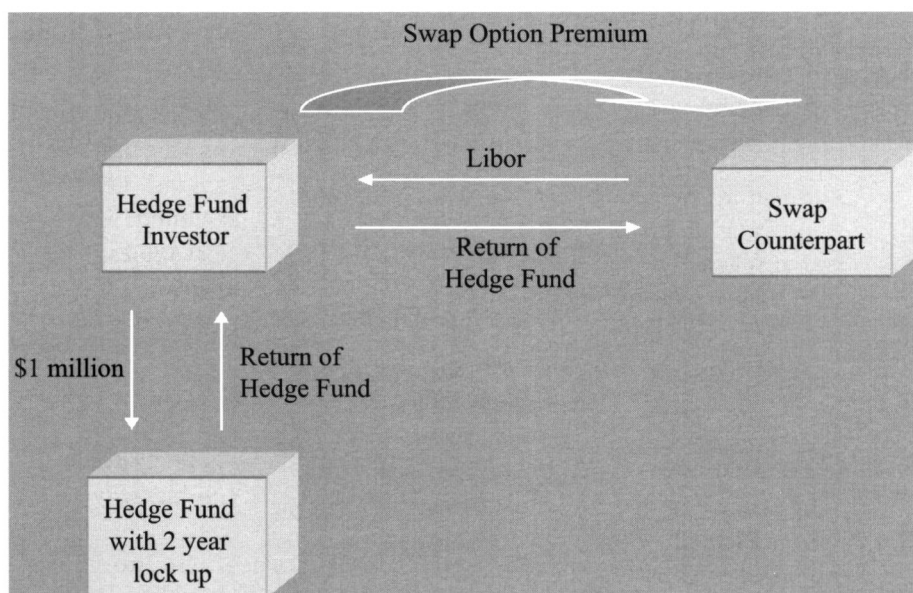 Swap Option Premium
Libor
Hedge Fund
Investor
Swap
Counterpart
Return of
Hedge Fund
$1 million
Return of
Hedge Fund
Hedge Fund
with 2 year
lock up